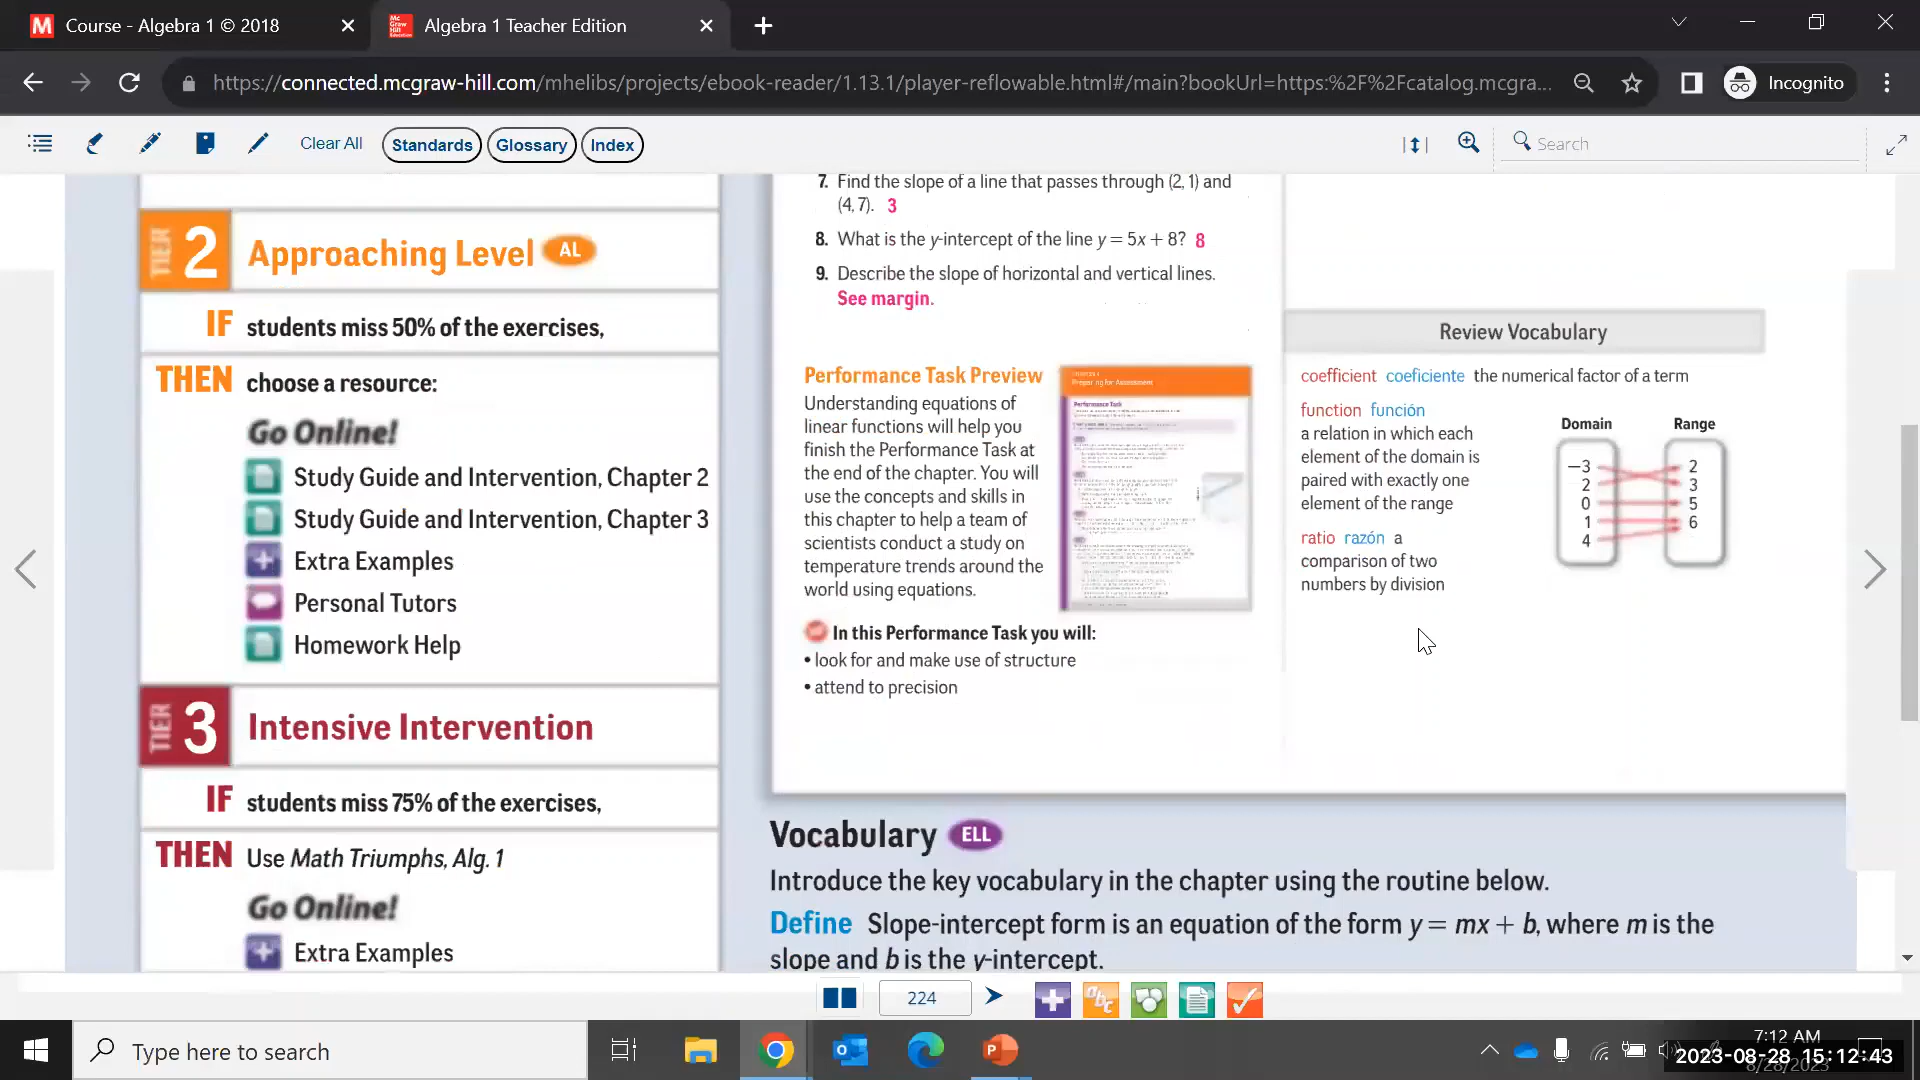 Course - Algebra 1 © 2018
Algebra 1 Teacher Edition
https://connected.mcgraw-hill.com/mhelibs/projects/ebook-reader/1.13.1/player-reflowable.html#/main?bookUrl=https:%2F%2Fcatalog.mcgra...
Incognito
Clear All
Standards
Glossary
Index
Search
TIER 2 Approaching Level AL
IF students miss 50% of the exercises,
THEN choose a resource:
Go Online!
Study Guide and Intervention, Chapter 2
Study Guide and Intervention, Chapter 3
Extra Examples
Personal Tutors
Homework Help
TIER 3 Intensive Intervention
IF students miss 75% of the exercises,
THEN Use Math Triumphs, Alg. 1
Go Online!
Extra Examples
7. Find the slope of a line that passes through (2, 1) and
(4, 7). 3
8. What is the y-intercept of the line y = 5x + 8? 8
9. Describe the slope of horizontal and vertical lines.
See margin.
Performance Task Preview
Understanding equations of
linear functions will help you
finish the Performance Task at
the end of the chapter. You will
use the concepts and skills in
this chapter to help a team of
scientists conduct a study on
temperature trends around the
world using equations.
Preparing for Assessment
Performance Task
In this Performance Task you will:
• look for and make use of structure
• attend to precision
Review Vocabulary
coefficient coeficiente the numerical factor of a term
function función
a relation in which each
element of the domain is
paired with exactly one
element of the range
ratio razón a
comparison of two
numbers by division
Domain Range
−3 2
2 3
0 5
1 6
4
Vocabulary ELL
Introduce the key vocabulary in the chapter using the routine below.
Define Slope-intercept form is an equation of the form y = mx + b, where m is the
slope and b is the y-intercept.
224
abc
Type here to search
7:12 AM
8/28/2023
2023-08-28 15:12:43